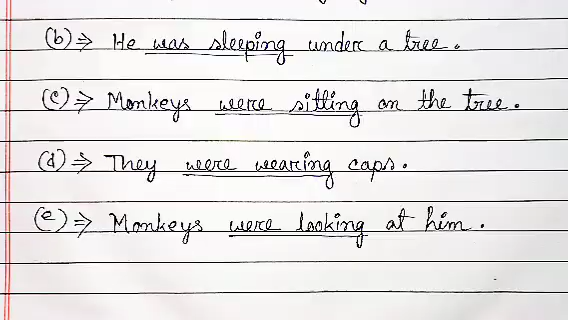 (b) ⇒ He was sleeping under a tree.
(c) ⇒ Monkeys were sitting on the tree.
(d) ⇒ They were wearing caps.
(e) ⇒ Monkeys were looking at him.